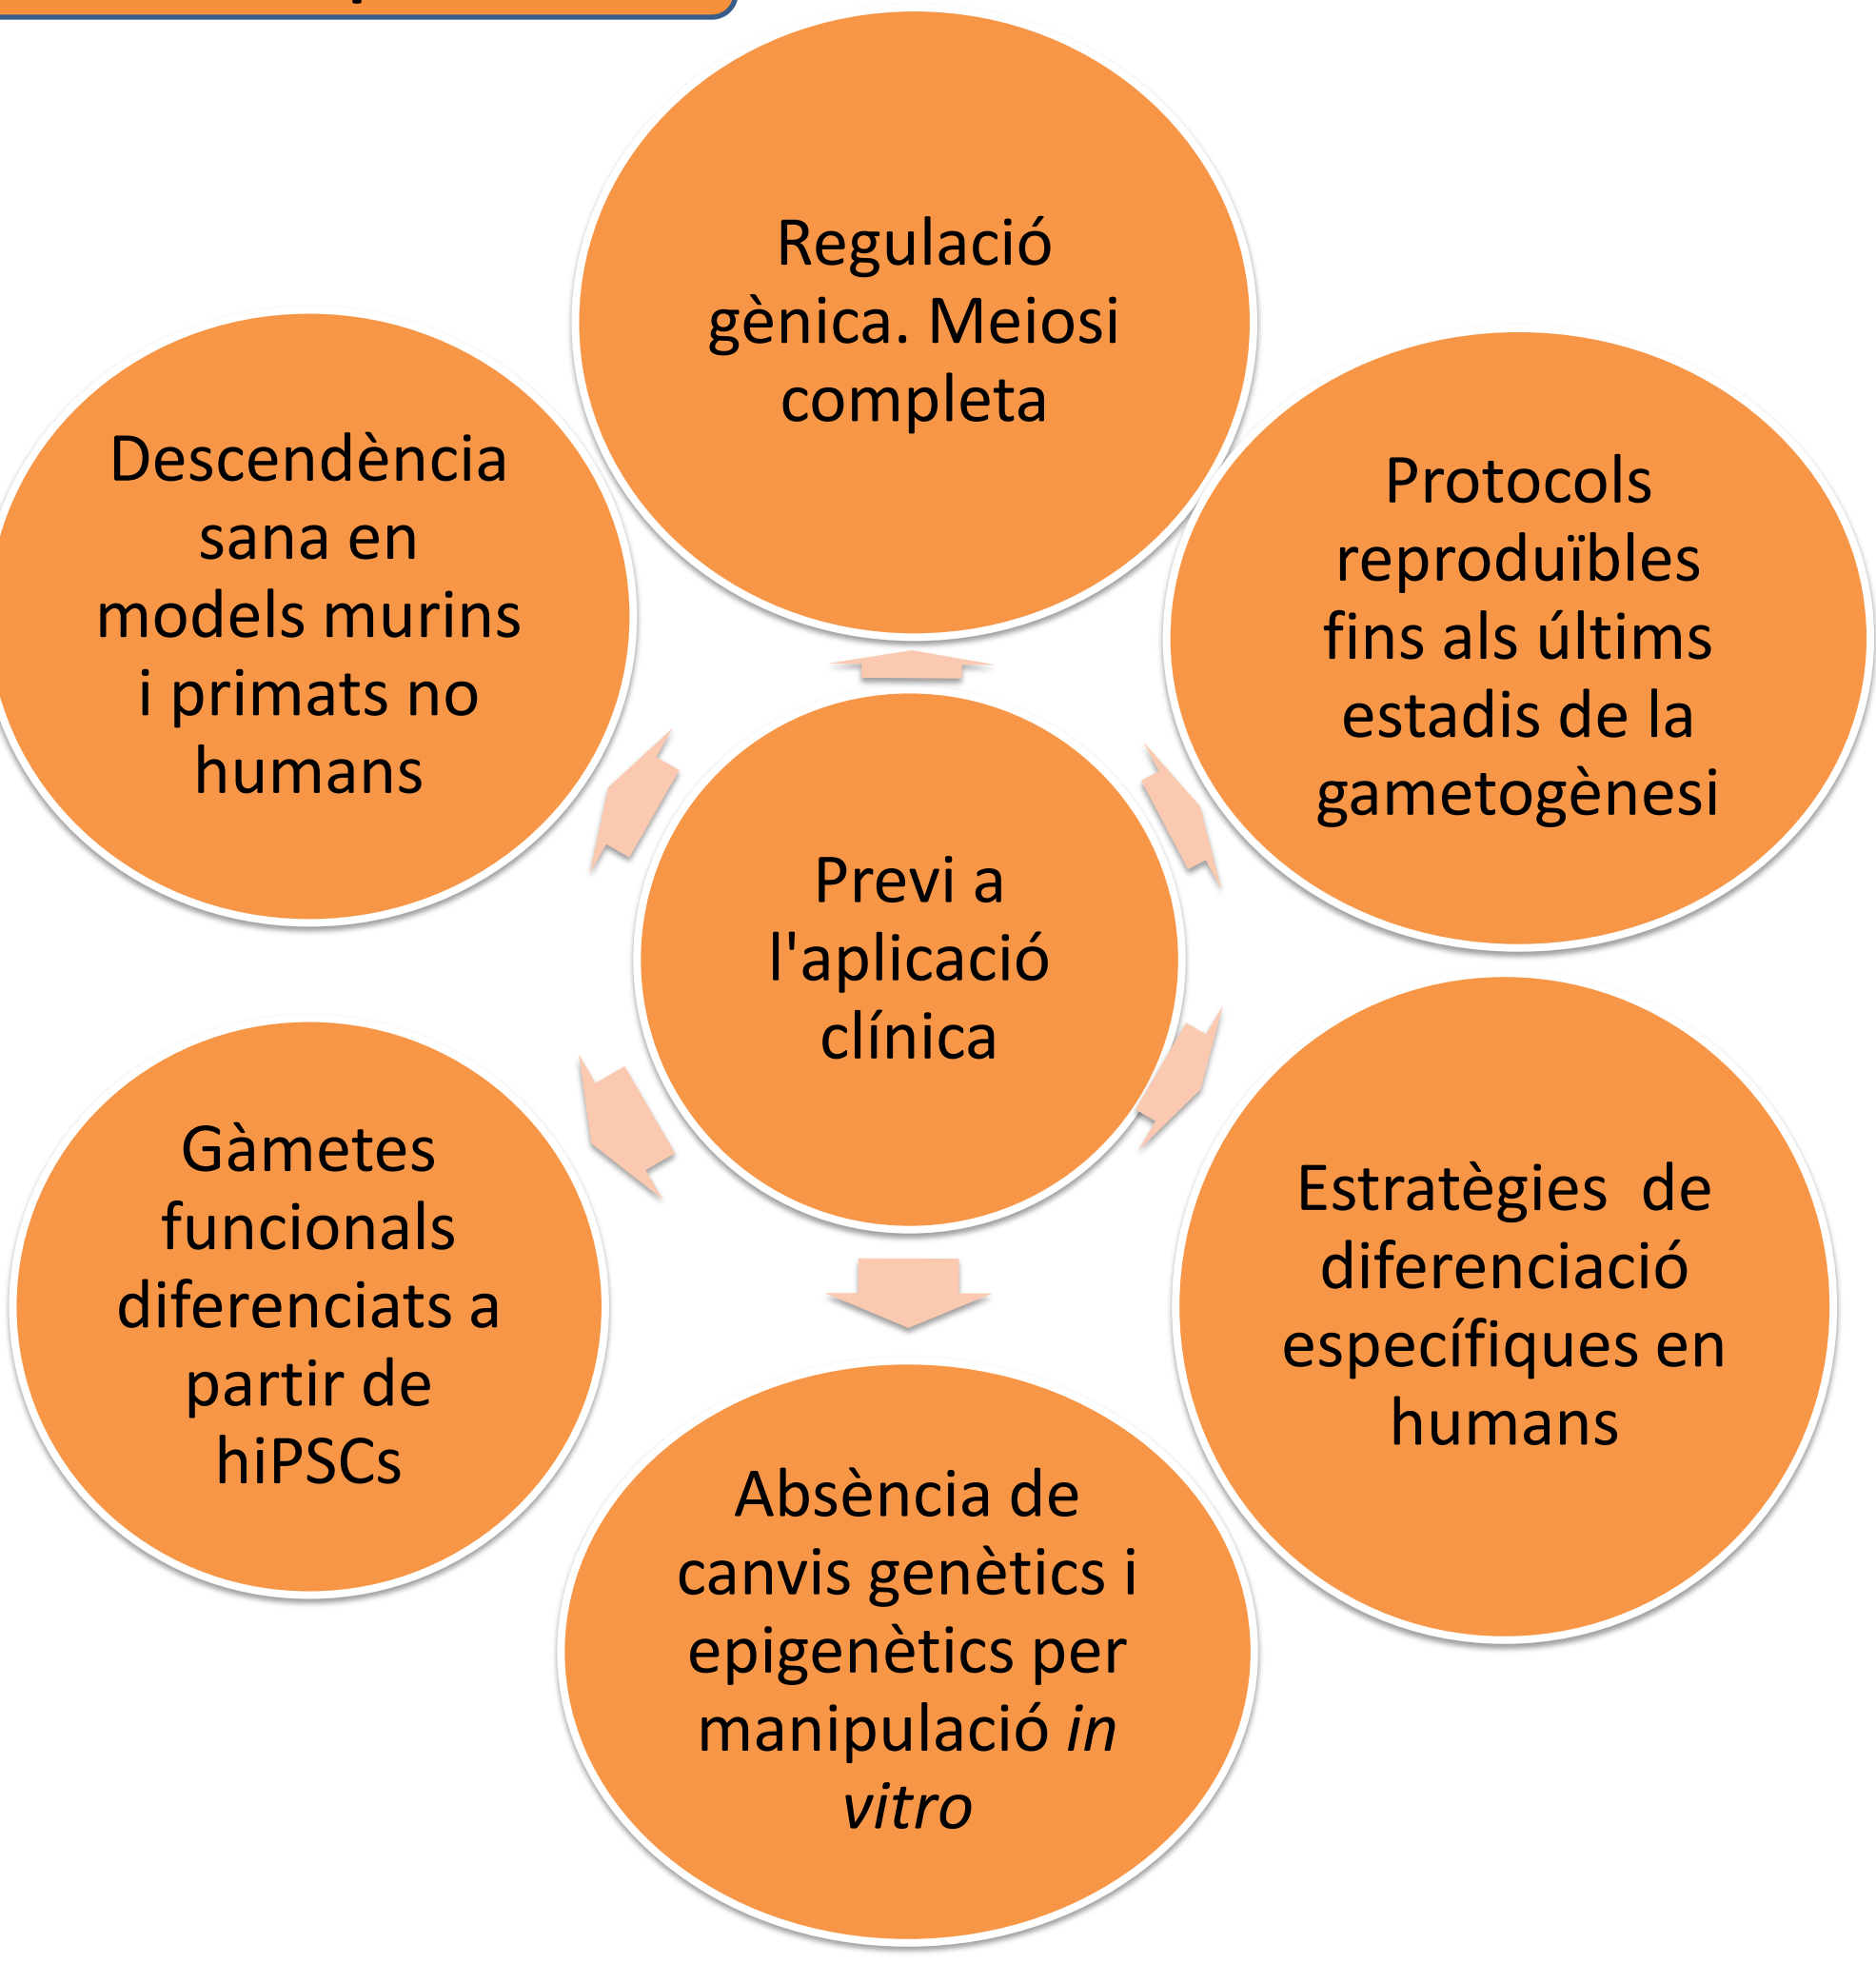 Regulació
gènica. Meiosi
completa
Protocols
reproduïbles
fins als últims
estadis de la
gametogènesi
Estratègies  de
diferenciació
específiques en
humans
Absència de
canvis genètics i
epigenètics per
manipulació in
vitro
Gàmetes
funcionals
diferenciats a
partir de
hiPSCs
Descendència
sana en
models murins
i primats no
humans
Previ a
l'aplicació
clínica